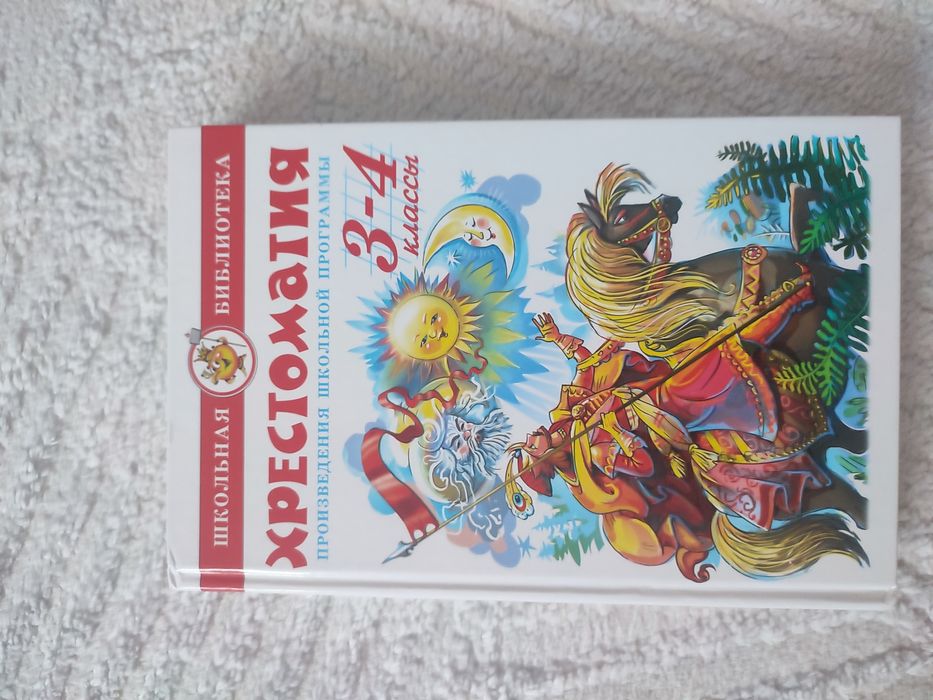 ШКОЛЬНАЯ БИБЛИОТЕКА
ХРЕСТОМАТИЯ
ПРОИЗВЕДЕНИЯ ШКОЛЬНОЙ ПРОГРАММЫ
3-4
классы